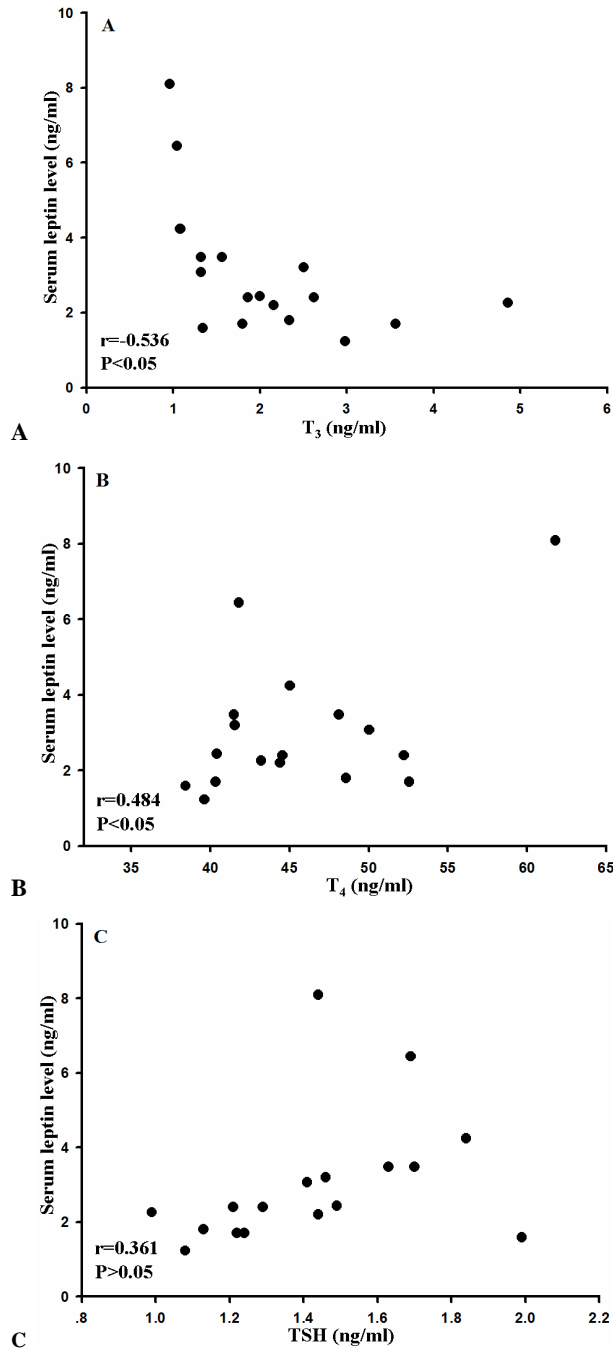 A
10
8
6
4
2
0
Serum leptin level (ng/ml)
r=-0.536
P<0.05
0 1 2 3 4 5 6
T₃ (ng/ml)
A
B
10
8
6
4
2
0
Serum leptin level (ng/ml)
r=0.484
P<0.05
35 40 45 50 55 60 65
T₄ (ng/ml)
B
C
10
8
6
4
2
0
Serum leptin level (ng/ml)
r=0.361
P>0.05
.8 1.0 1.2 1.4 1.6 1.8 2.0 2.2
TSH (ng/ml)
C